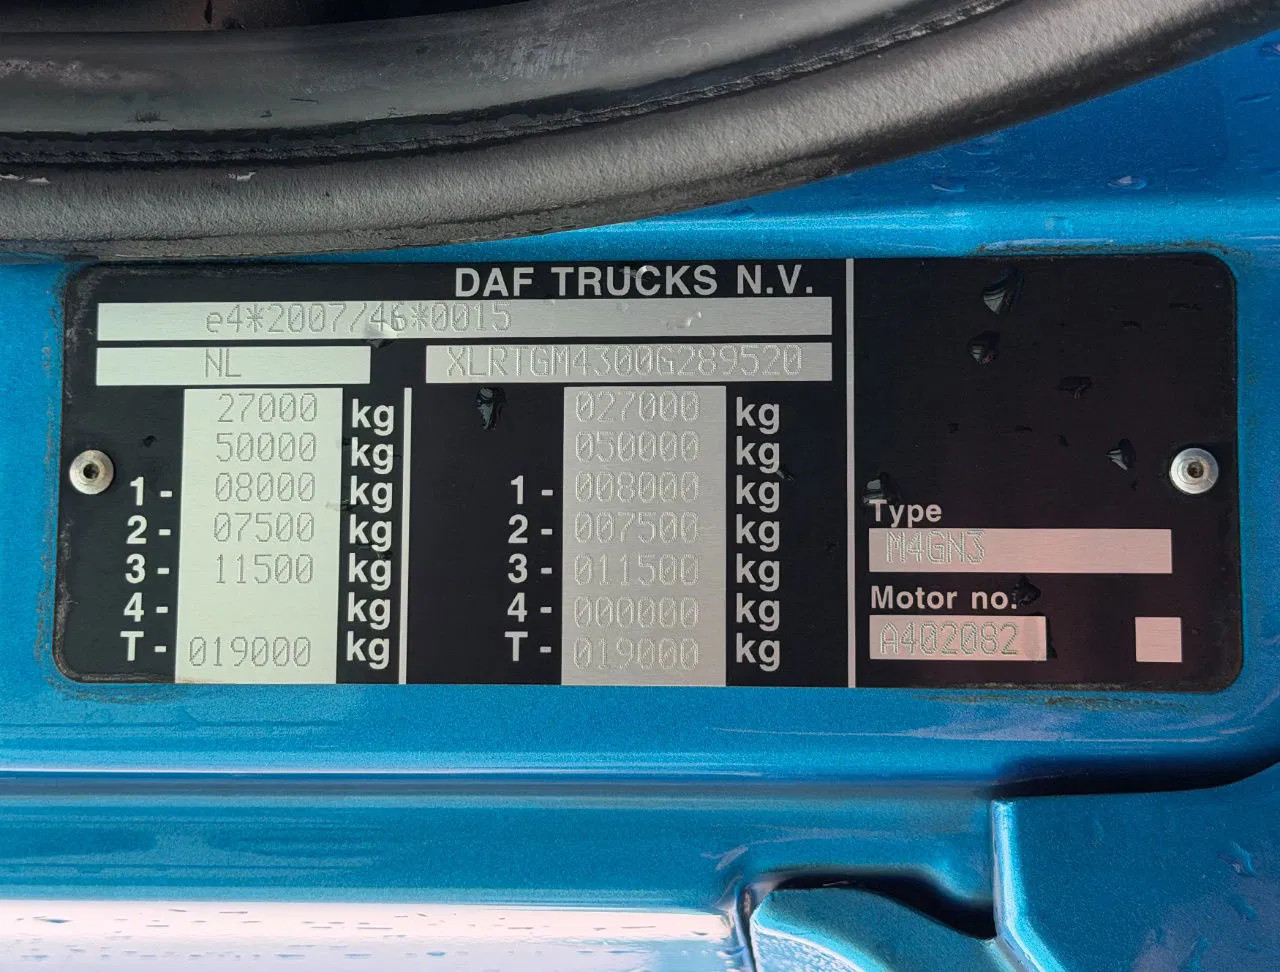 DAF TRUCKS N.V.
e4*2007/46*0015
NL XLRTGM4300G289520
27000 kg 027000 kg
50000 kg 050000 kg
1 - 08000 kg 1 - 008000 kg
2 - 07500 kg 2 - 007500 kg
3 - 11500 kg 3 - 011500 kg
4 - kg 4 - 000000 kg
T - 019000 kg T - 019000 kg
Type
M4GN3
Motor no.
A402082